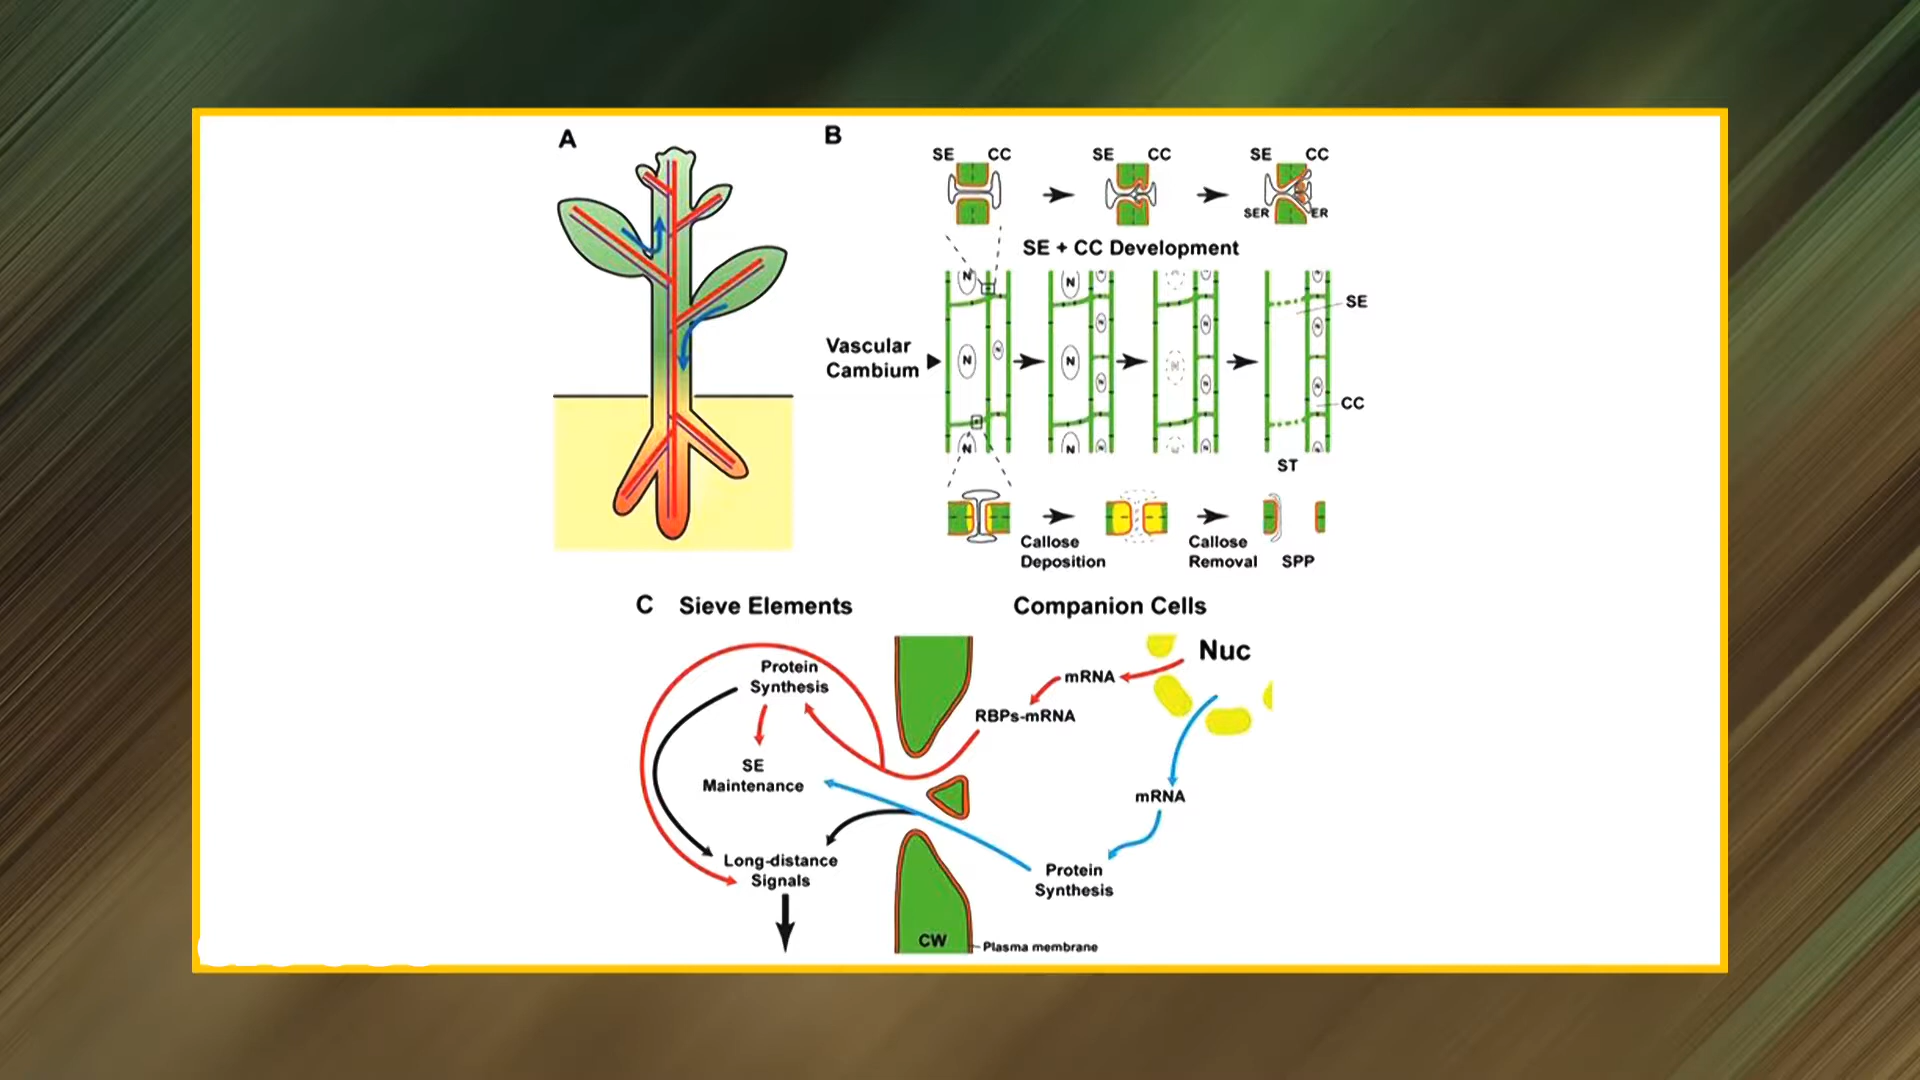 A
B
SE CC
SE CC
SE CC
SER ER
SE + CC Development
N
N
N
N
N
N
N
N
N
N
N
SE
Vascular
Cambium
CC
ST
Callose
Deposition
Callose
Removal
SPP
C Sieve Elements
Companion Cells
Nuc
Protein
Synthesis
mRNA
RBPs-mRNA
SE
Maintenance
mRNA
Long-distance
Signals
Protein
Synthesis
CW
Plasma membrane